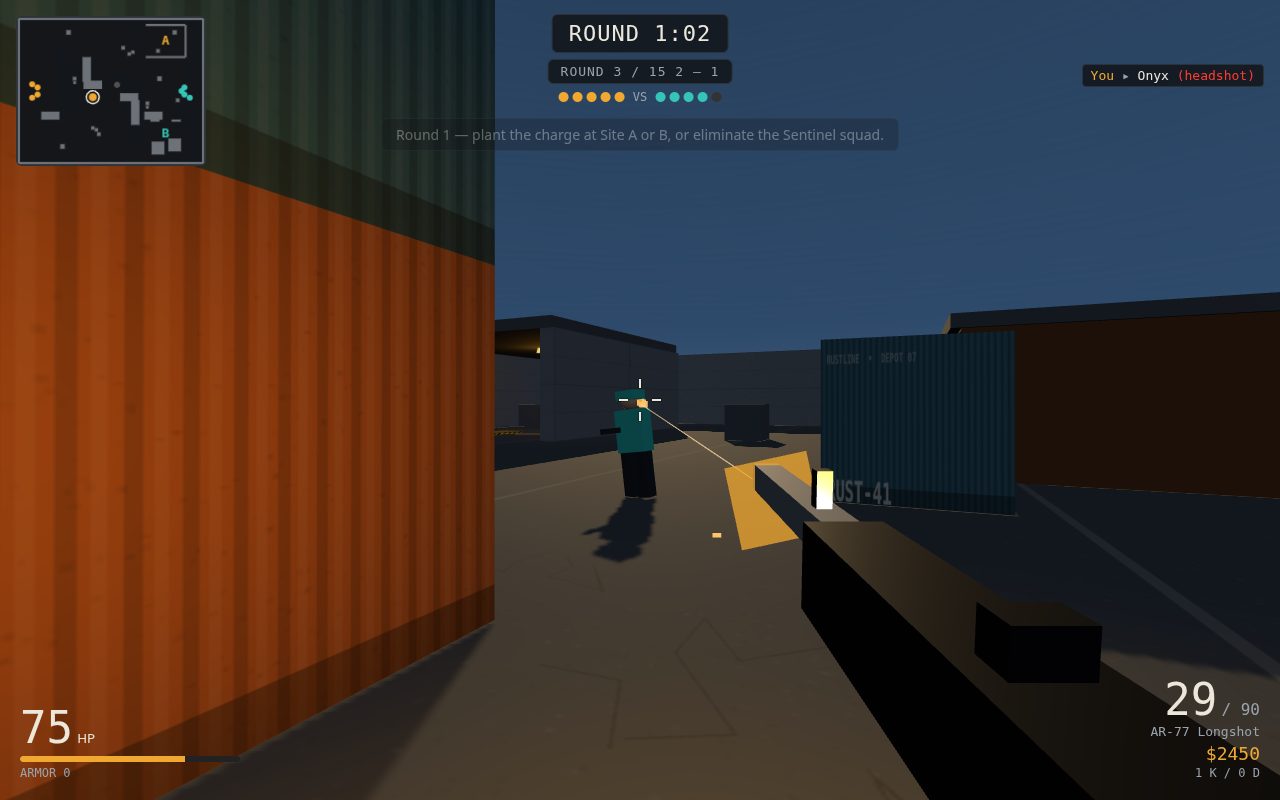 A
B
ROUND 1:02
ROUND 3 / 15 2 — 1
VS
Round 1 — plant the charge at Site A or B, or eliminate the Sentinel squad.
You ▸ Onyx (headshot)
RUSTLINE • DEPOT 07
UST-41
75 HP
ARMOR 0
29 / 90
AR-77 Longshot
$2450
1 K / 0 D